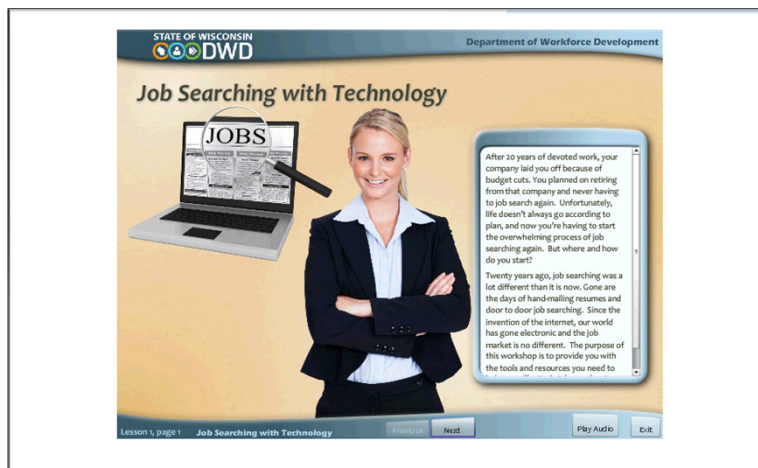 STATE OF WISCONSIN
DWD
Department of Workforce Development
Job Searching with Technology
JOBS
After 20 years of devoted work, your
company laid you off because of
budget cuts. You planned on retiring
from that company and never having
to job search again. Unfortunately,
life doesn't always go according to
plan, and now you're having to start
the overwhelming process of job
searching again. But where and how
do you start?
Twenty years ago, job searching was a
lot different than it is now. Gone are
the days of hand-mailing resumes and
door to door job searching. Since the
invention of the internet, our world
has gone electronic and the job
market is no different. The purpose of
this workshop is to provide you with
the tools and resources you need to
Lesson 1, page 1
Job Searching with Technology
Previous
Next
Play Audio
Exit